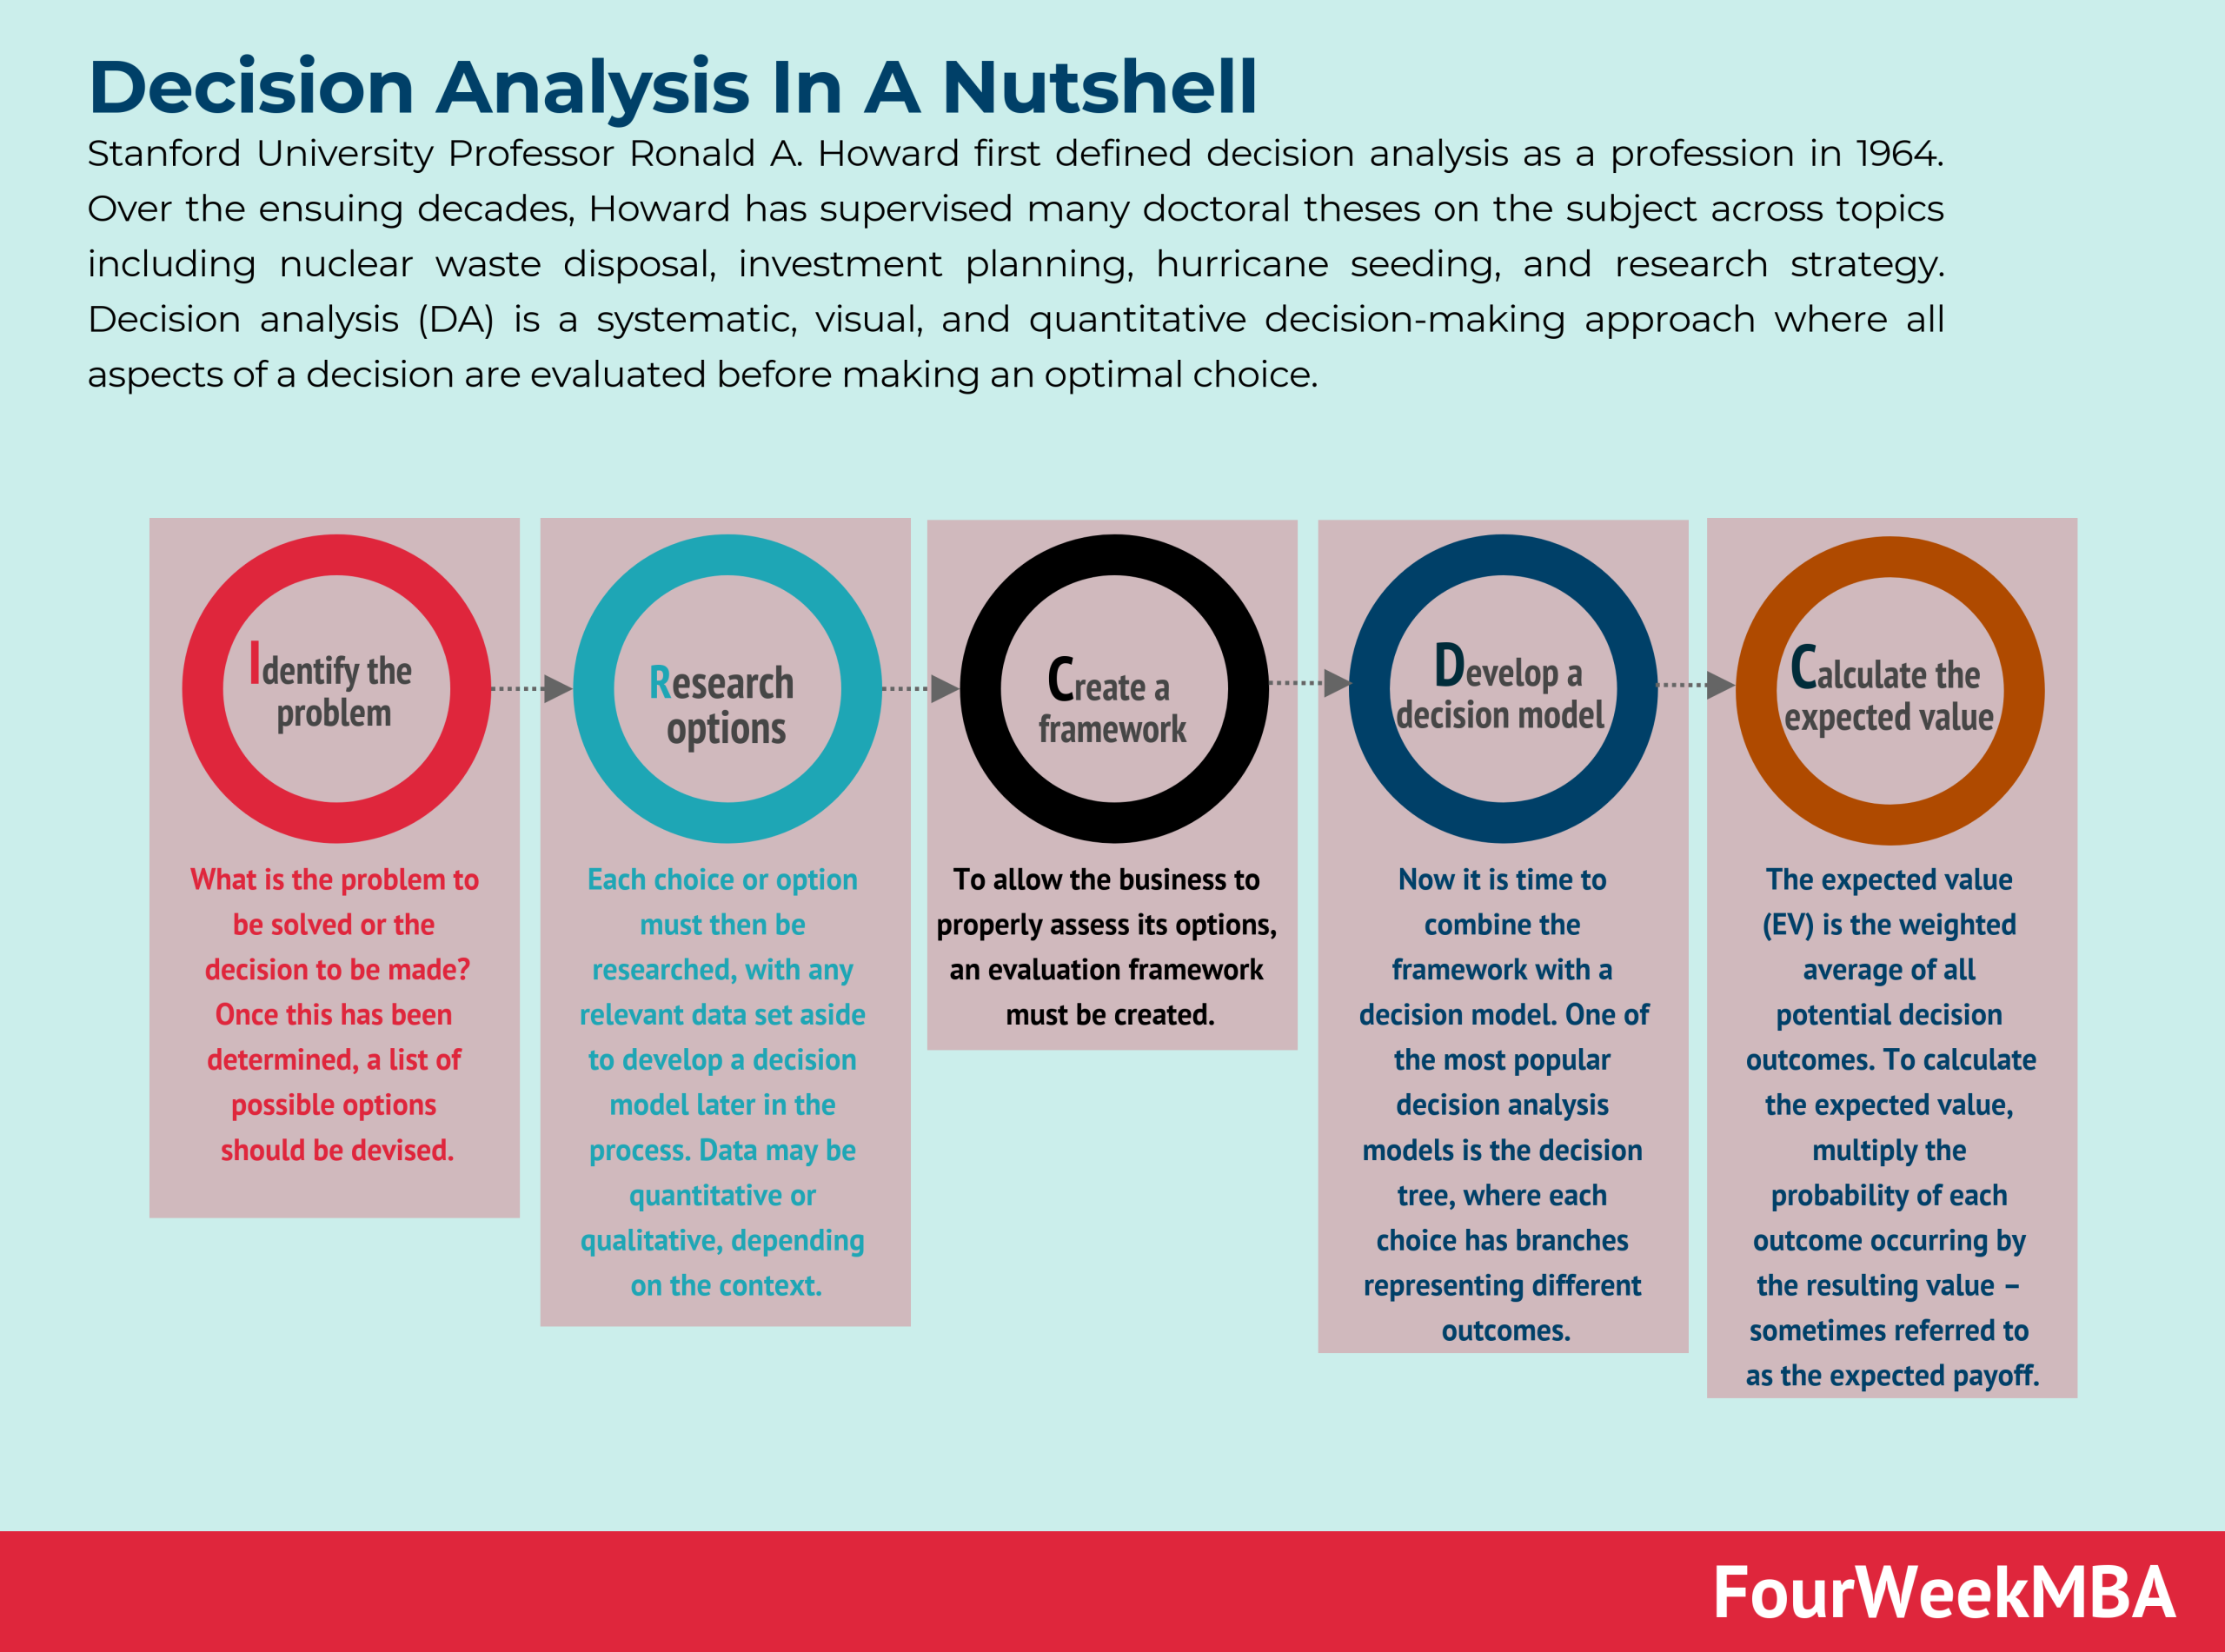 Decision Analysis In A Nutshell
Stanford University Professor Ronald A. Howard first defined decision analysis as a profession in 1964.
Over the ensuing decades, Howard has supervised many doctoral theses on the subject across topics
including nuclear waste disposal, investment planning, hurricane seeding, and research strategy.
Decision analysis (DA) is a systematic, visual, and quantitative decision-making approach where all
aspects of a decision are evaluated before making an optimal choice.
Identify the
problem
What is the problem to
be solved or the
decision to be made?
Once this has been
determined, a list of
possible options
should be devised.
Research
options
Each choice or option
must then be
researched, with any
relevant data set aside
to develop a decision
model later in the
process. Data may be
quantitative or
qualitative, depending
on the context.
Create a
framework
To allow the business to
properly assess its options,
an evaluation framework
must be created.
Develop a
decision model
Now it is time to
combine the
framework with a
decision model. One of
the most popular
decision analysis
models is the decision
tree, where each
choice has branches
representing different
outcomes.
Calculate the
expected value
The expected value
(EV) is the weighted
average of all
potential decision
outcomes. To calculate
the expected value,
multiply the
probability of each
outcome occurring by
the resulting value –
sometimes referred to
as the expected payoff.
FourWeekMBA